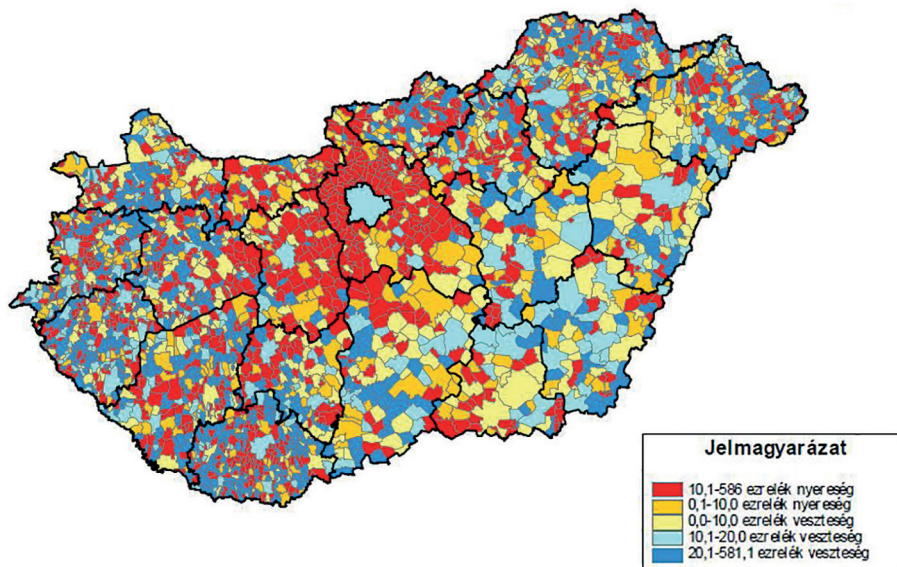 Jelmagyarázat
10,1-586 ezrelék nyereség
0,1-10,0 ezrelék nyereség
0,0-10,0 ezrelék veszteség
10,1-20,0 ezrelék veszteség
20,1-581,1 ezrelék veszteség